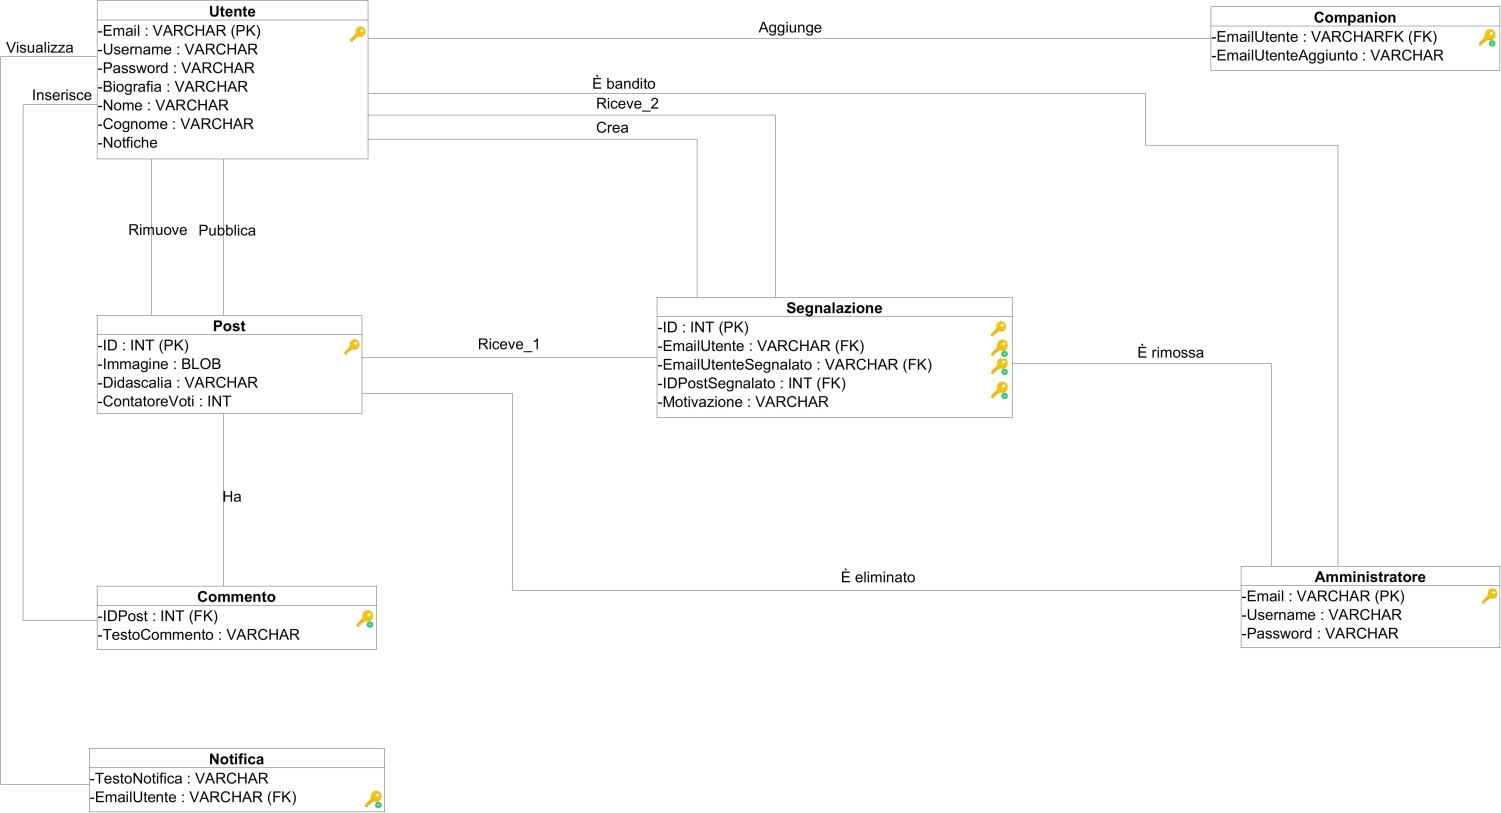 Utente
-Email : VARCHAR (PK)
-Username : VARCHAR
-Password : VARCHAR
-Biografia : VARCHAR
-Nome : VARCHAR
-Cognome : VARCHAR
-Notfiche
Visualizza
Inserisce
Aggiunge
Companion
-EmailUtente : VARCHARFK (FK)
-EmailUtenteAggiunto : VARCHAR
È bandito
Riceve_2
Crea
Rimuove
Pubblica
Post
-ID : INT (PK)
-Immagine : BLOB
-Didascalia : VARCHAR
-ContatoreVoti : INT
Riceve_1
Segnalazione
-ID : INT (PK)
-EmailUtente : VARCHAR (FK)
-EmailUtenteSegnalato : VARCHAR (FK)
-IDPostSegnalato : INT (FK)
-Motivazione : VARCHAR
È rimossa
Ha
È eliminato
Commento
-IDPost : INT (FK)
-TestoCommento : VARCHAR
Amministratore
-Email : VARCHAR (PK)
-Username : VARCHAR
-Password : VARCHAR
Notifica
-TestoNotifica : VARCHAR
-EmailUtente : VARCHAR (FK)